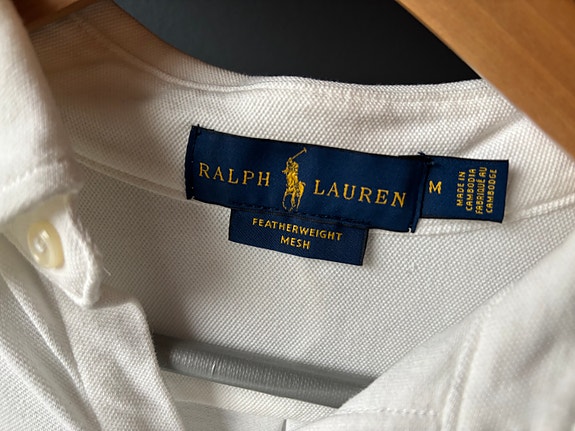 RALPH LAUREN
M
MADE IN
CAMBODIA
FABRIQUÉ AU
CAMBODGE
FEATHERWEIGHT
MESH